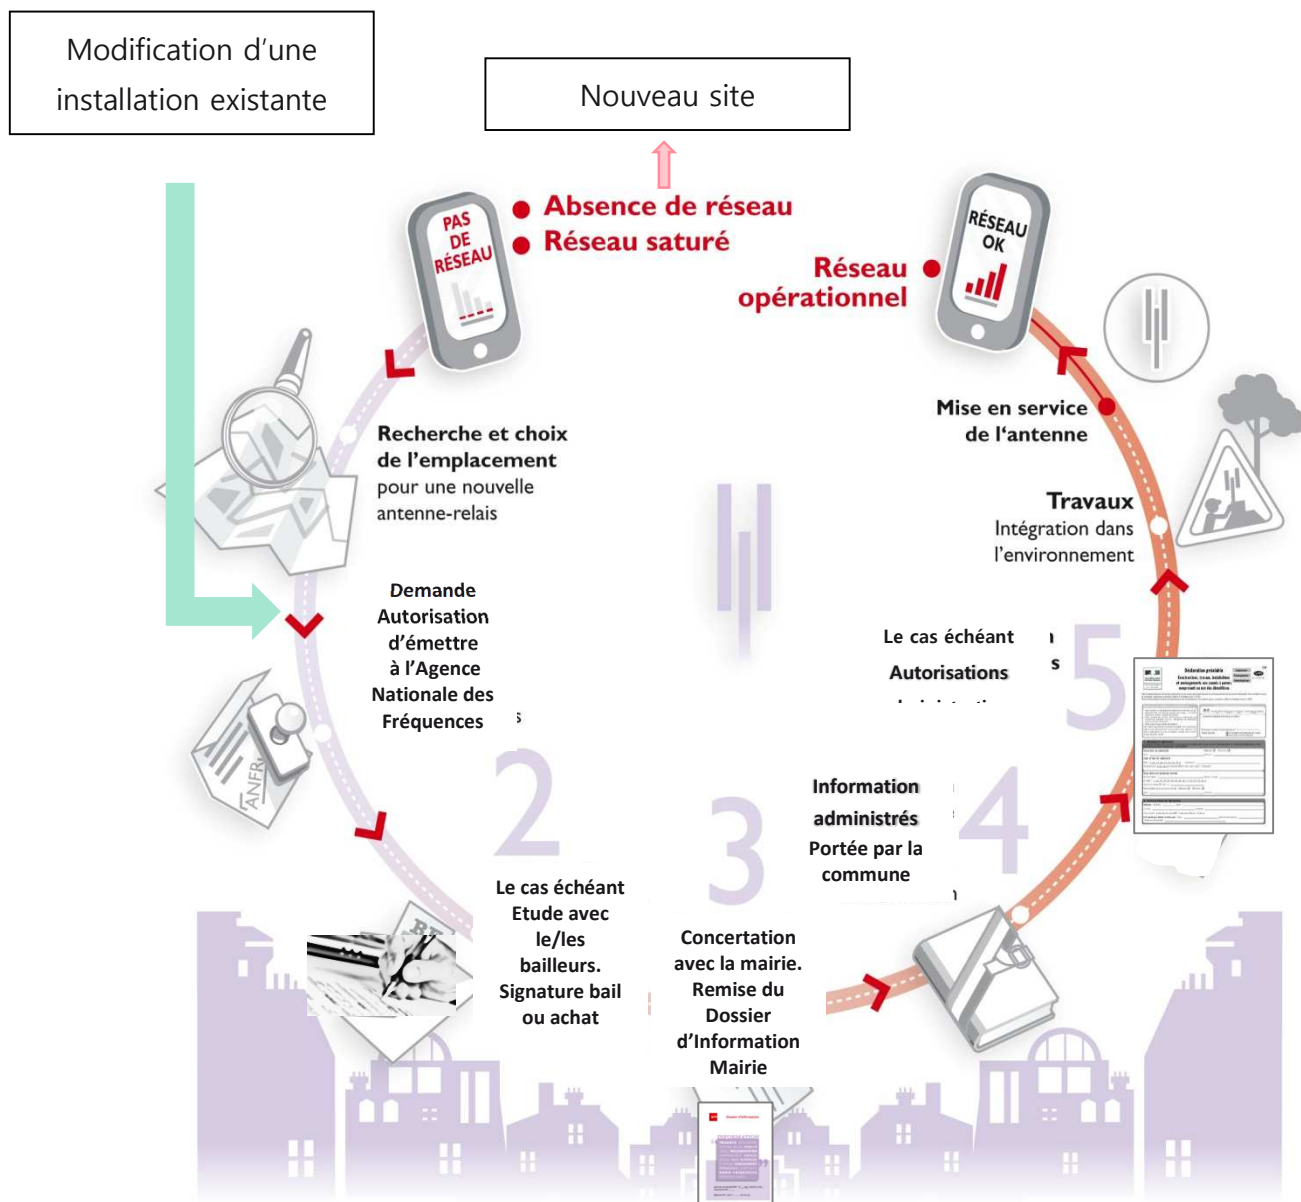 Modification d’une
installation existante
Nouveau site
PAS
DE
RÉSEAU
Absence de réseau
Réseau saturé
RÉSEAU
OK
Réseau
opérationnel
Recherche et choix
de l’emplacement
pour une nouvelle
antenne-relais
Mise en service
de l‘antenne
Travaux
Intégration dans
l’environnement
Demande
Autorisation
d’émettre
à l’Agence
Nationale des
Fréquences
ANFR
2
Le cas échéant
Etude avec
le/les
bailleurs.
Signature bail
ou achat
3
Concertation
avec la mairie.
Remise du
Dossier
d’Information
Mairie
4
Information
administrés
Portée par la
commune
5
Le cas échéant
Autorisations
Déclaration préalable